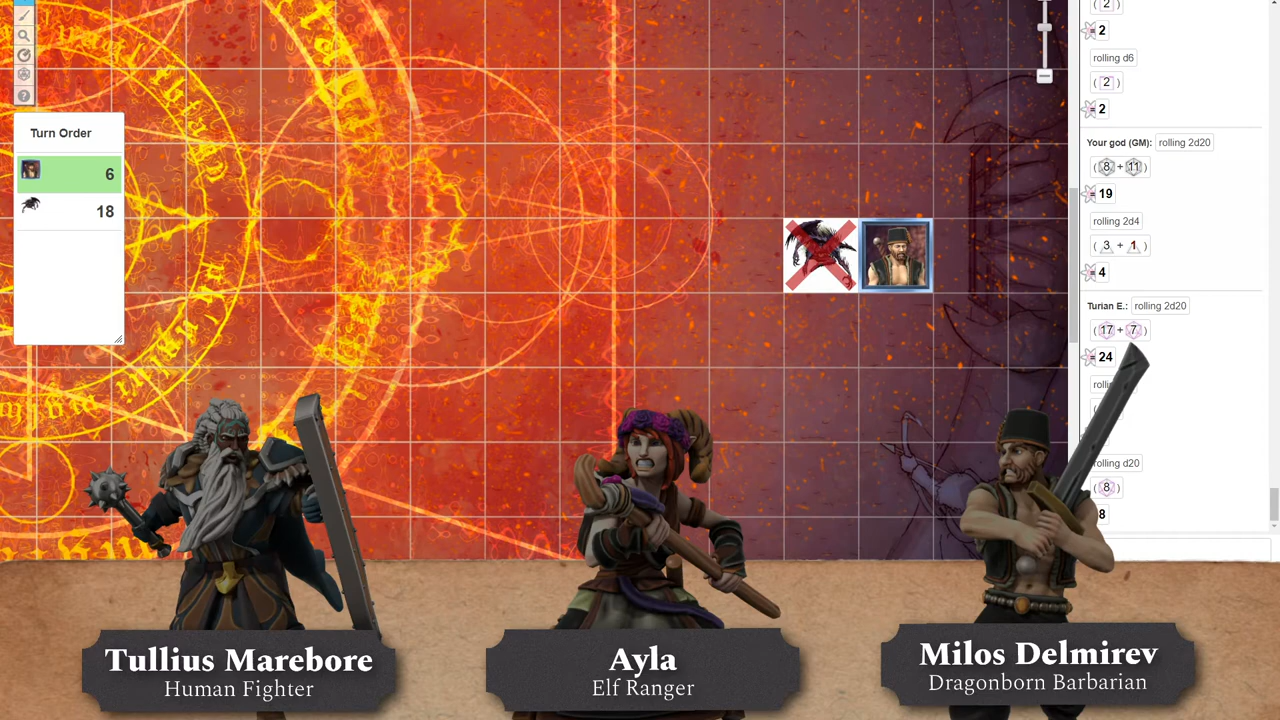 ( 2 )
2
rolling d6
( 2 )
2
Turn Order
6
18
Your god (GM): rolling 2d20
( 8 + 11 )
19
rolling 2d4
( 3 + 1 )
4
Turian E.: rolling 2d20
( 17 + 7 )
24
rolling d20
( 8 )
8
Tullius Marebore
Human Fighter
Ayla
Elf Ranger
Milos Delmirev
Dragonborn Barbarian